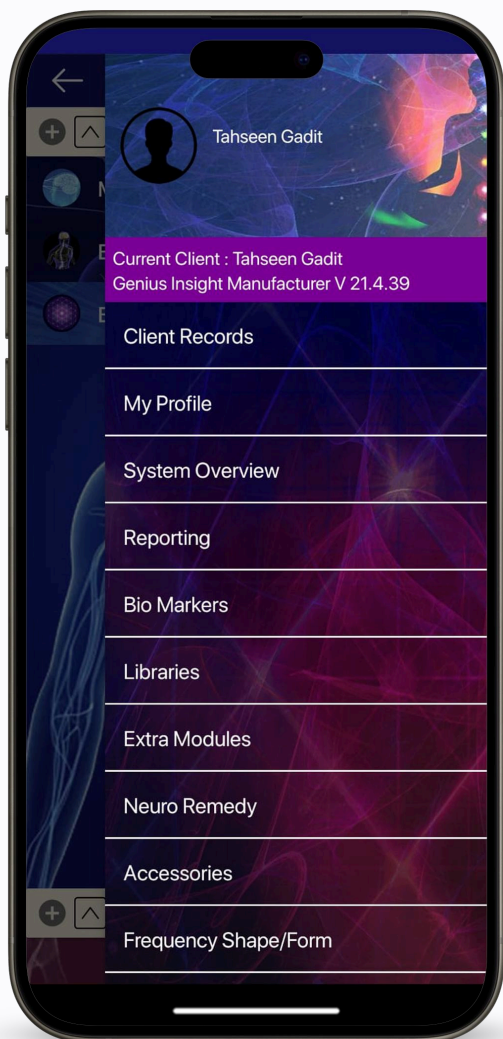 Tahseen Gadit
Current Client : Tahseen Gadit
Genius Insight Manufacturer V 21.4.39
Client Records
My Profile
System Overview
Reporting
Bio Markers
Libraries
Extra Modules
Neuro Remedy
Accessories
Frequency Shape/Form